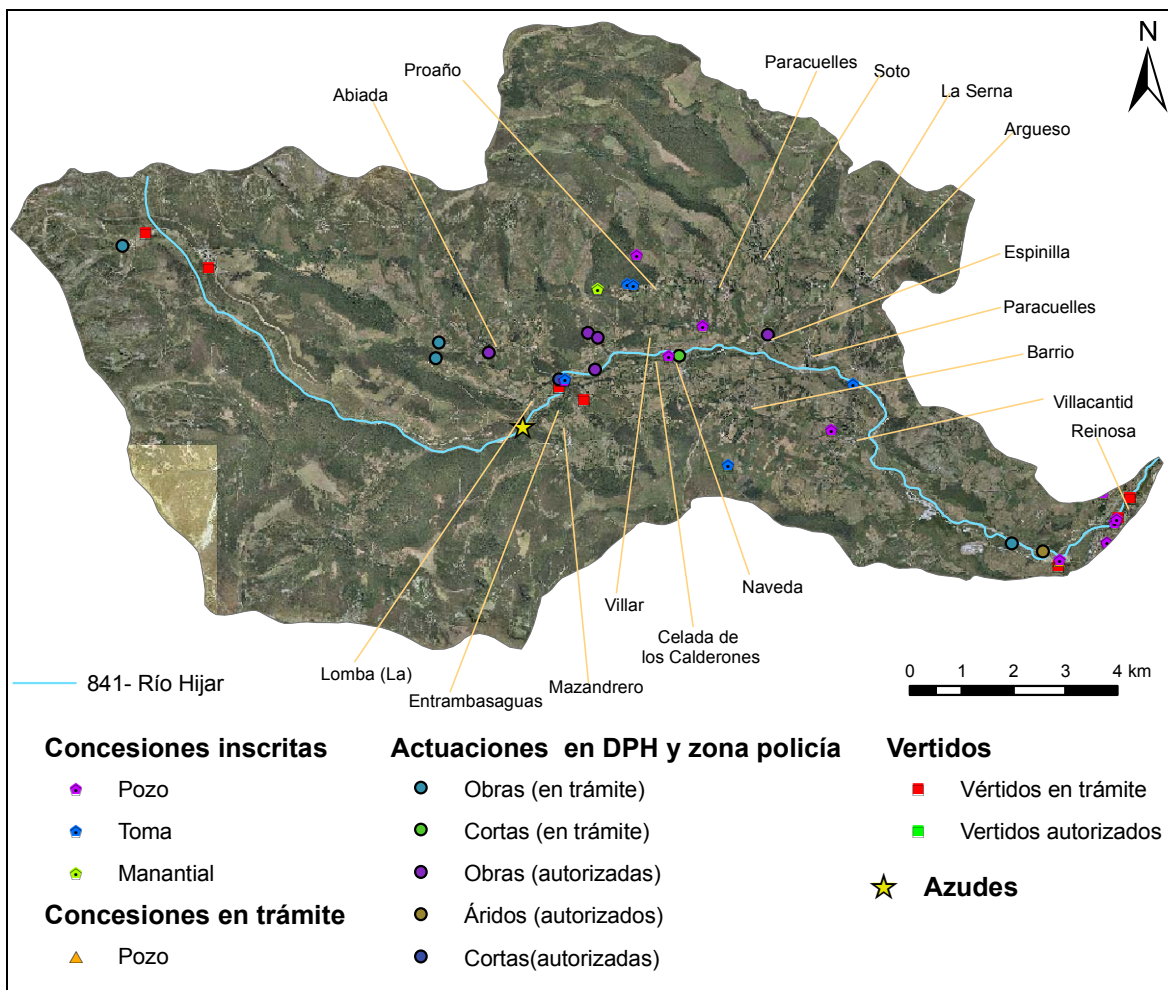 N
Proaño
Paracuelles
Soto
La Serna
Abiada
Argueso
Espinilla
Paracuelles
Barrio
Villacantid
Reinosa
Naveda
Villar
Celada de
los Calderones
Lomba (La)
Mazandrero
Entrambasaguas
841- Río Hijar
0 1 2 3 4 km
Concesiones inscritas
Pozo
Toma
Manantial
Concesiones en trámite
Pozo
Actuaciones en DPH y zona policía
Obras (en trámite)
Cortas (en trámite)
Obras (autorizadas)
Áridos (autorizados)
Cortas(autorizadas)
Vertidos
Vértidos en trámite
Vertidos autorizados
Azudes